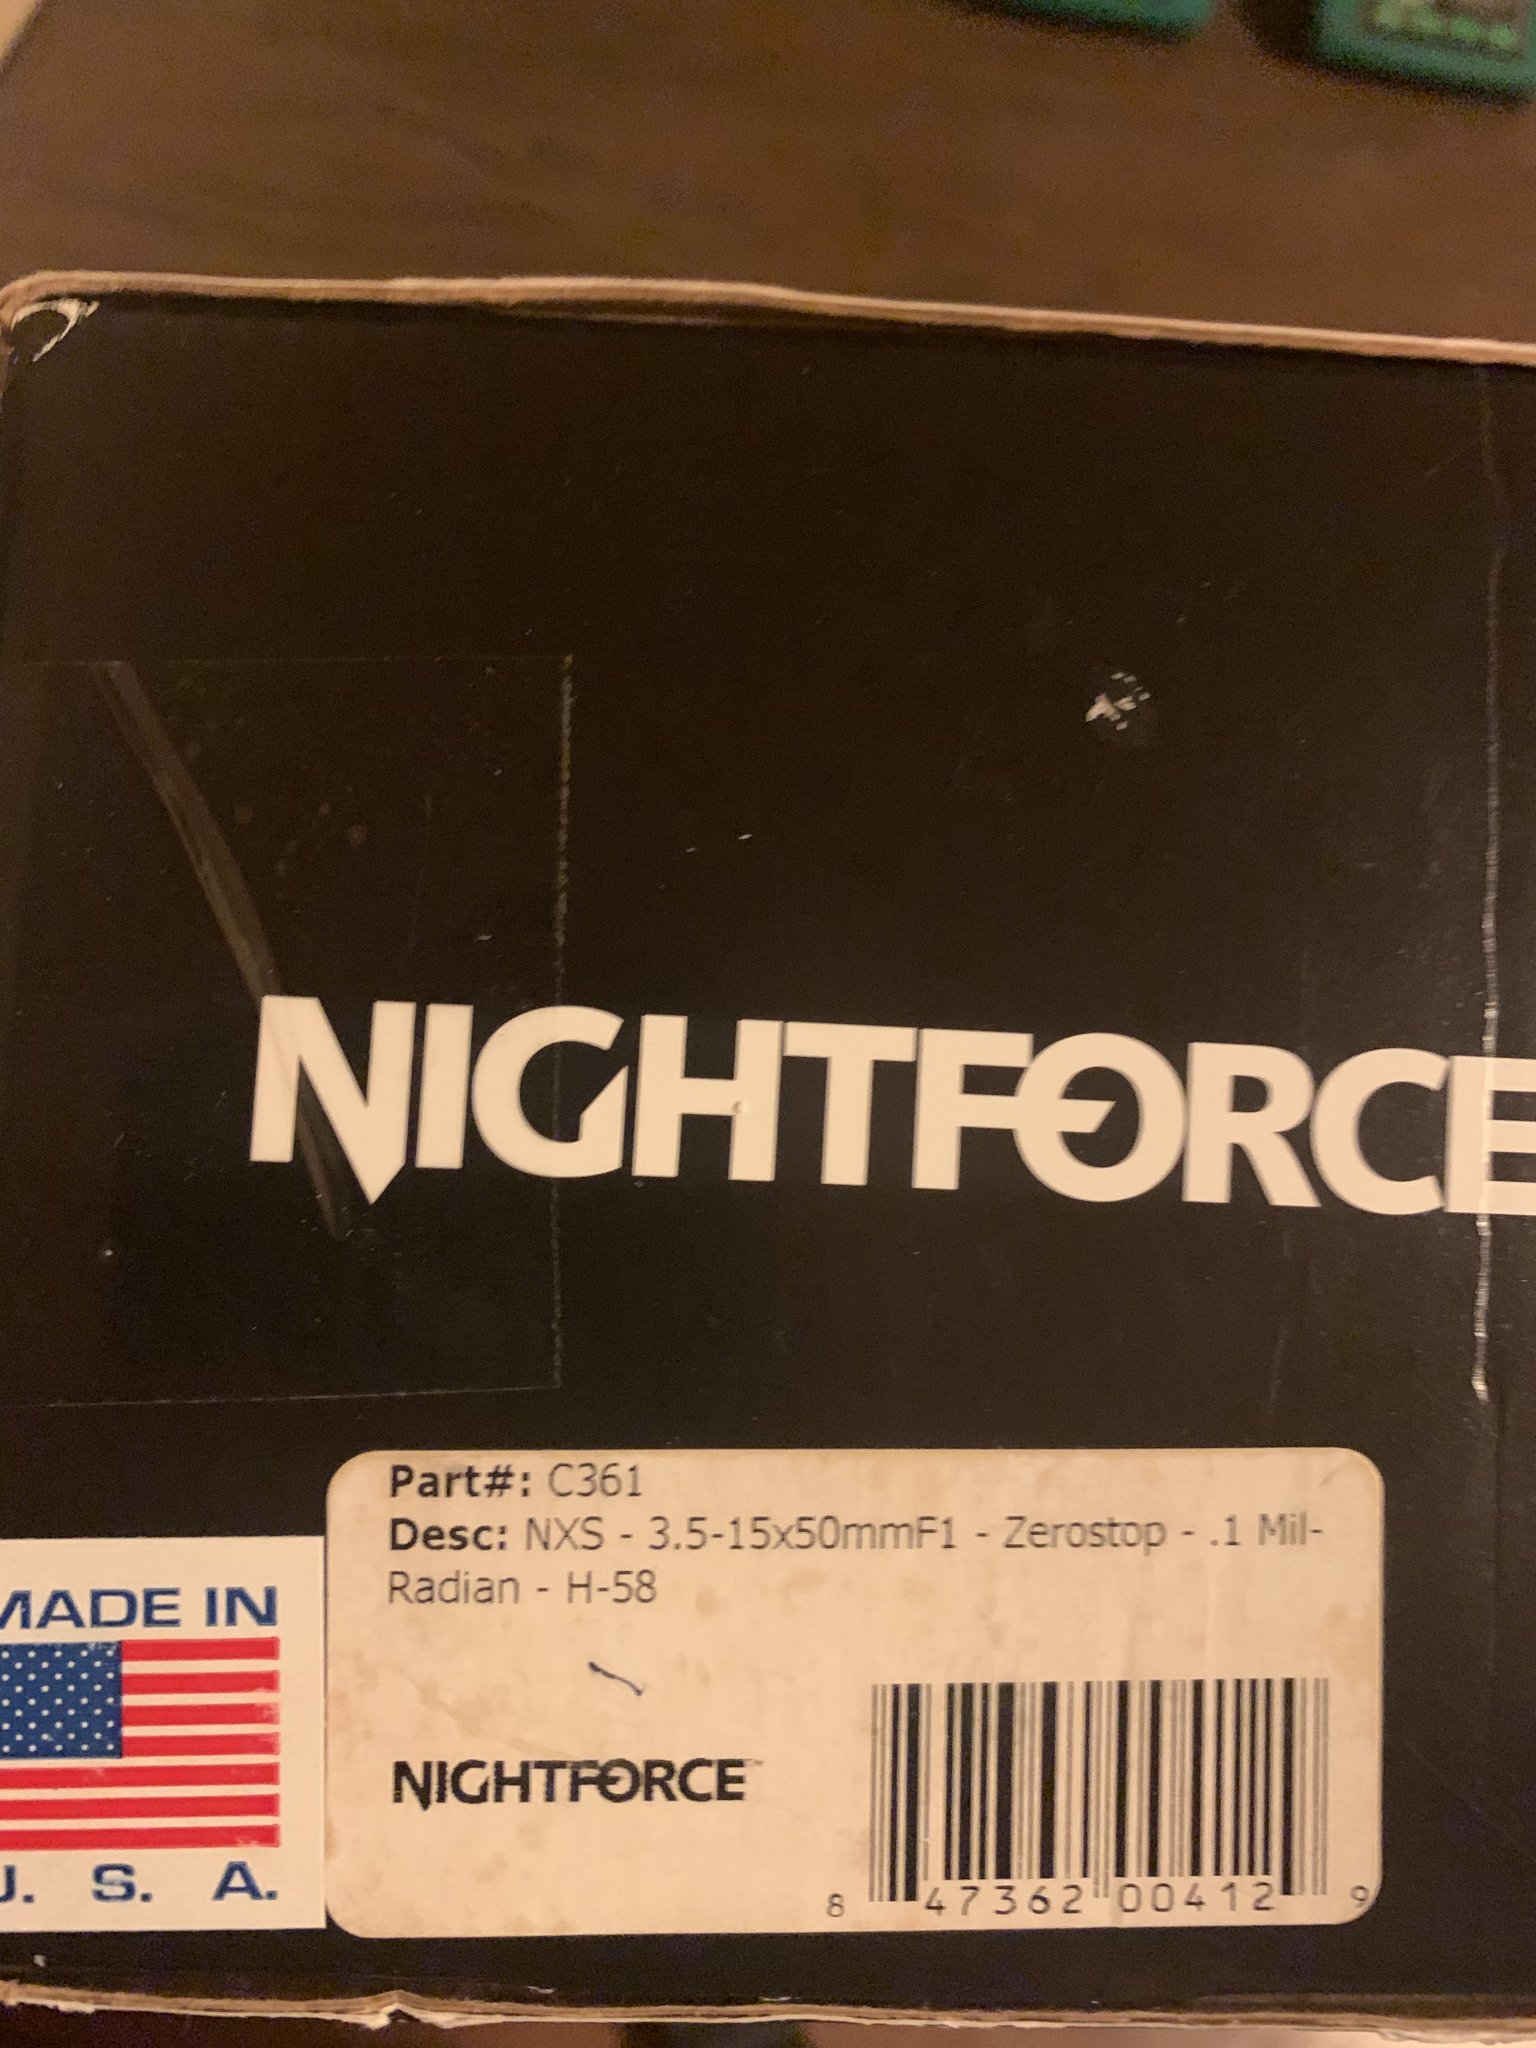 NIGHTFORCE
Part#: C361
Desc: NXS - 3.5-15x50mmF1 - Zerostop - .1 Mil-
Radian - H-58
MADE IN
U. S. A.
NIGHTFORCE™
8 47362 00412 9